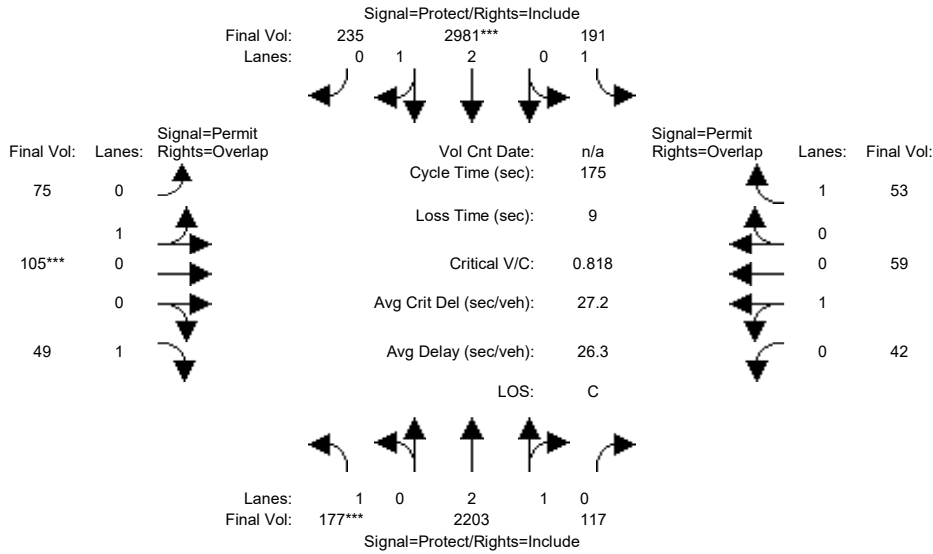 Signal=Protect/Rights=Include
Final Vol: 235 2981*** 191
Lanes: 0 1 2 0 1
Signal=Permit Signal=Permit
Final Vol: Lanes: Rights=Overlap Vol Cnt Date: n/a Rights=Overlap Lanes: Final Vol:
Cycle Time (sec): 175
75 0 1 53
Loss Time (sec): 9
1 0
105*** 0 Critical V/C: 0.818 0 59
0 Avg Crit Del (sec/veh): 27.2 1
49 1 Avg Delay (sec/veh): 26.3 0 42
LOS: C
Lanes: 1 0 2 1 0
Final Vol: 177*** 2203 117
Signal=Protect/Rights=Include